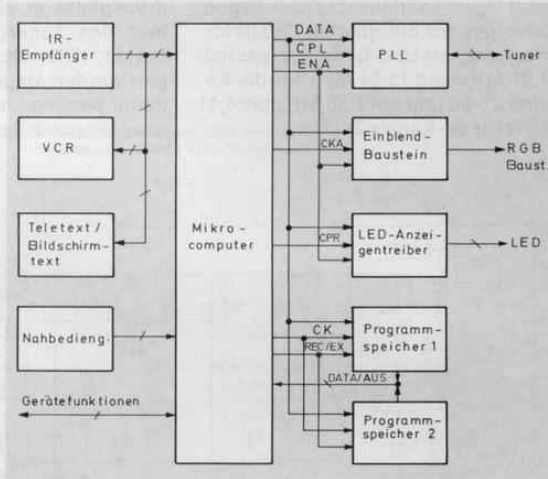 IR-
Empfänger
VCR
Teletext/
Bildschirm-
text
Nahbedieng.
Gerätefunktionen
Mikro-
computer
DATA
CPL
ENA
CKA
CPR
CK
REC/EX
DATA/AUS
PLL
Tuner
Einblend-
Baustein
RGB
Baust.
LED-Anzei-
gentreiber
LED
Programm-
speicher 1
Programm-
speicher 2